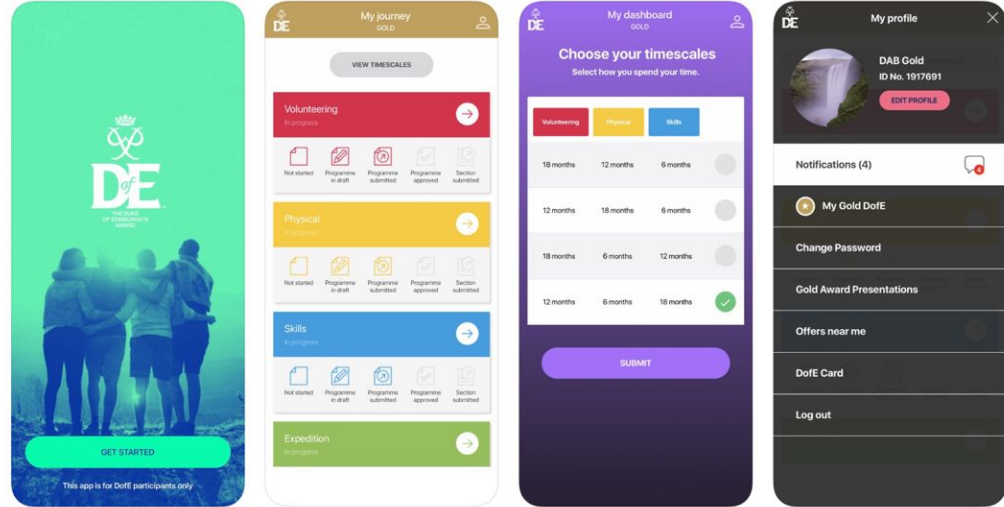 DofE
THE DUKE
OF EDINBURGH'S
AWARD
GET STARTED
This app is for DofE participants only
DofE
My journey
GOLD
VIEW TIMESCALES
Volunteering
In progress
Not started
Programme
in draft
Programme
submitted
Programme
approved
Section
submitted
Physical
In progress
Not started
Programme
in draft
Programme
submitted
Programme
approved
Section
submitted
Skills
In progress
Not started
Programme
in draft
Programme
submitted
Programme
approved
Section
submitted
Expedition
In progress
DofE
My dashboard
GOLD
Choose your timescales
Select how you spend your time.
Volunteering Physical Skills
18 months 12 months 6 months
12 months 18 months 6 months
18 months 6 months 12 months
12 months 6 months 18 months
SUBMIT
DofE
My profile
DAB Gold
ID No. 1917691
EDIT PROFILE
Notifications (4)
4
My Gold DofE
Change Password
Gold Award Presentations
Offers near me
DofE Card
Log out